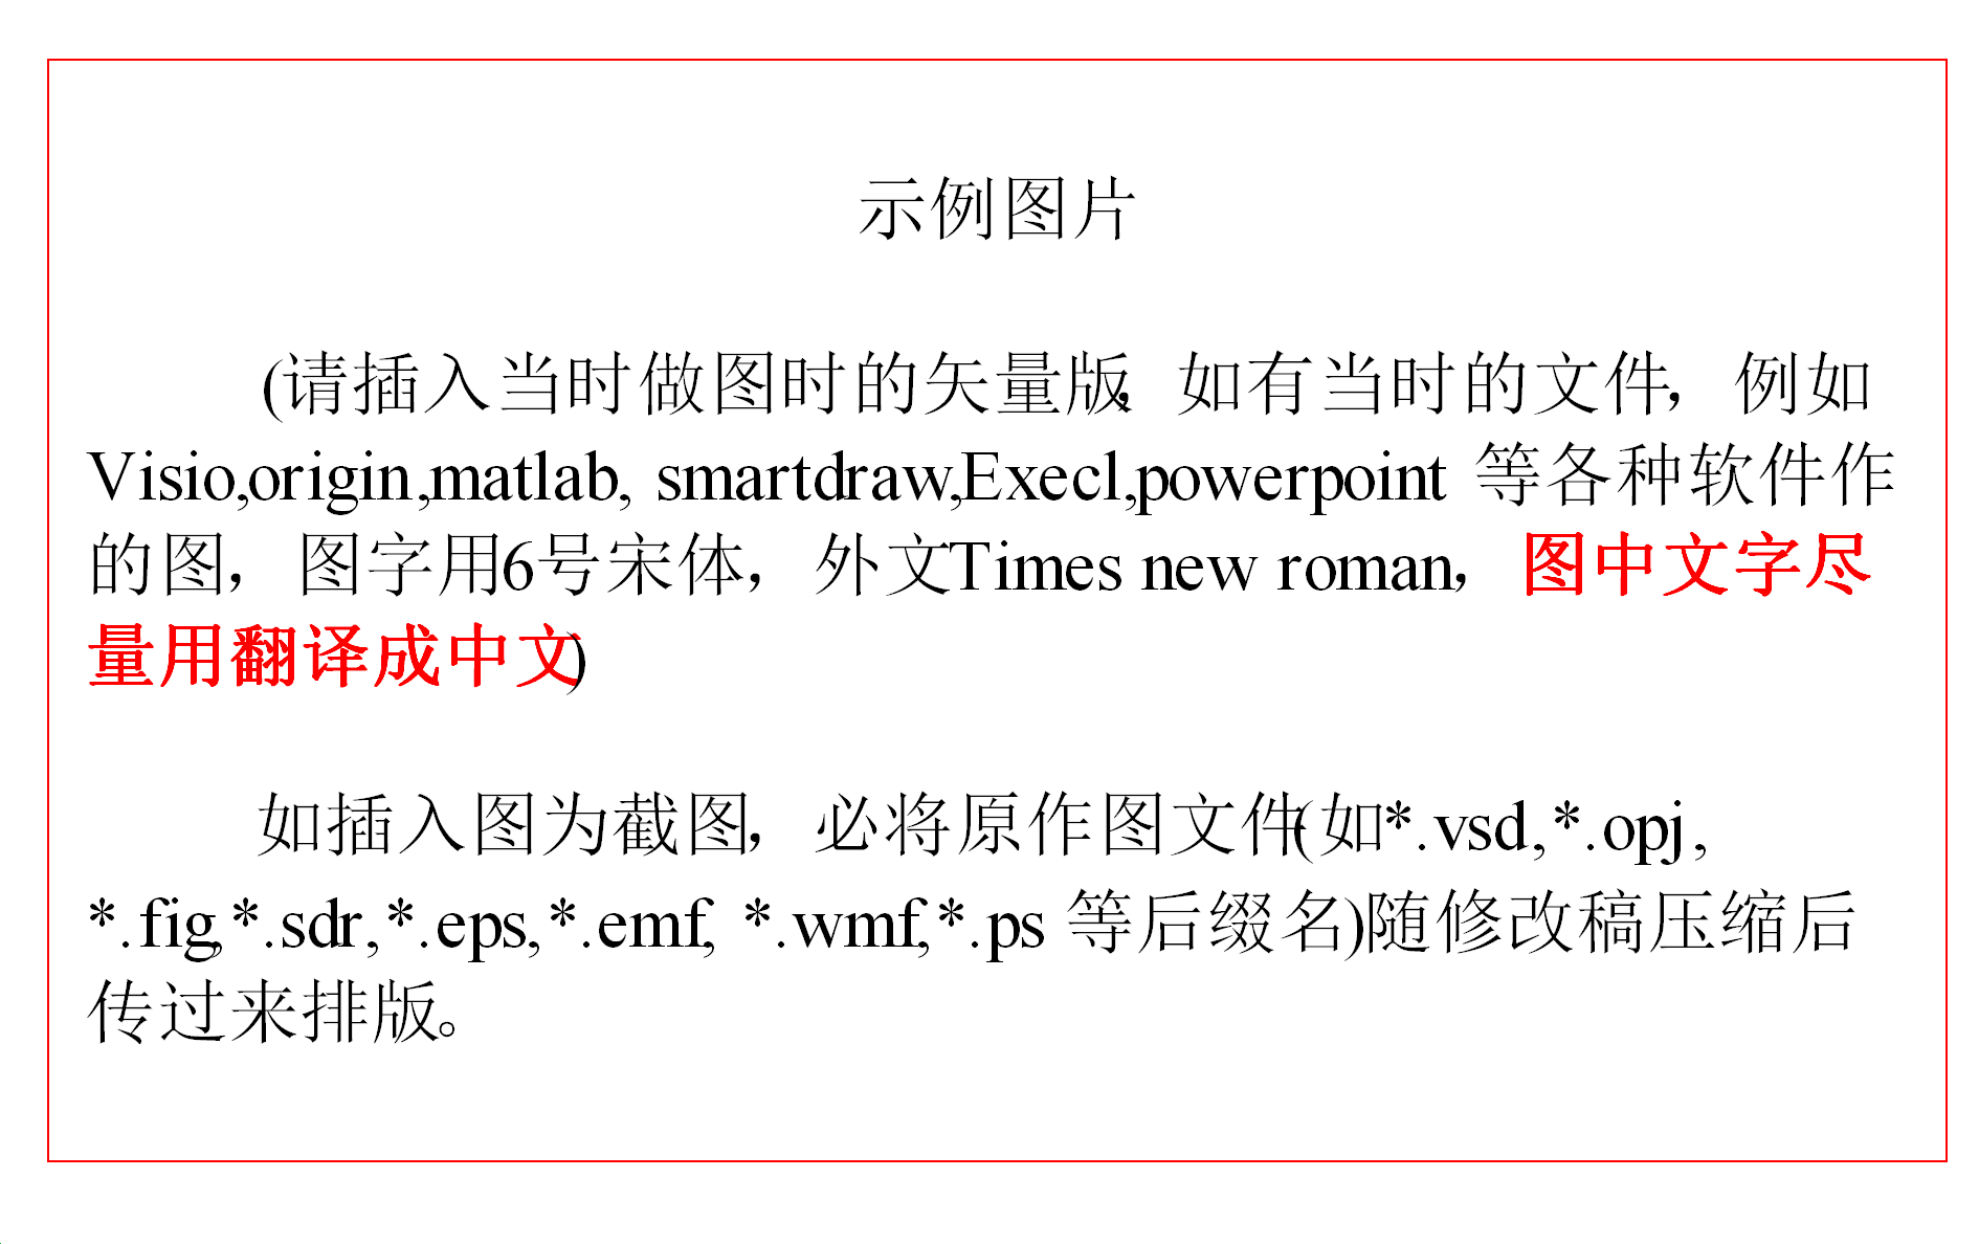 示例图片
(请插入当时做图时的矢量版，如有当时的文件，例如
Visio,origin,matlab, smartdraw,Execl,powerpoint 等各种软件作
的图，图字用6号宋体，外文Times new roman，图中文字尽
量用翻译成中文)
如插入图为截图，必将原作图文件(如*.vsd,*.opj,
*.fig,*.sdr,*.eps,*.emf, *.wmf,*.ps 等后缀名)随修改稿压缩后
传过来排版。